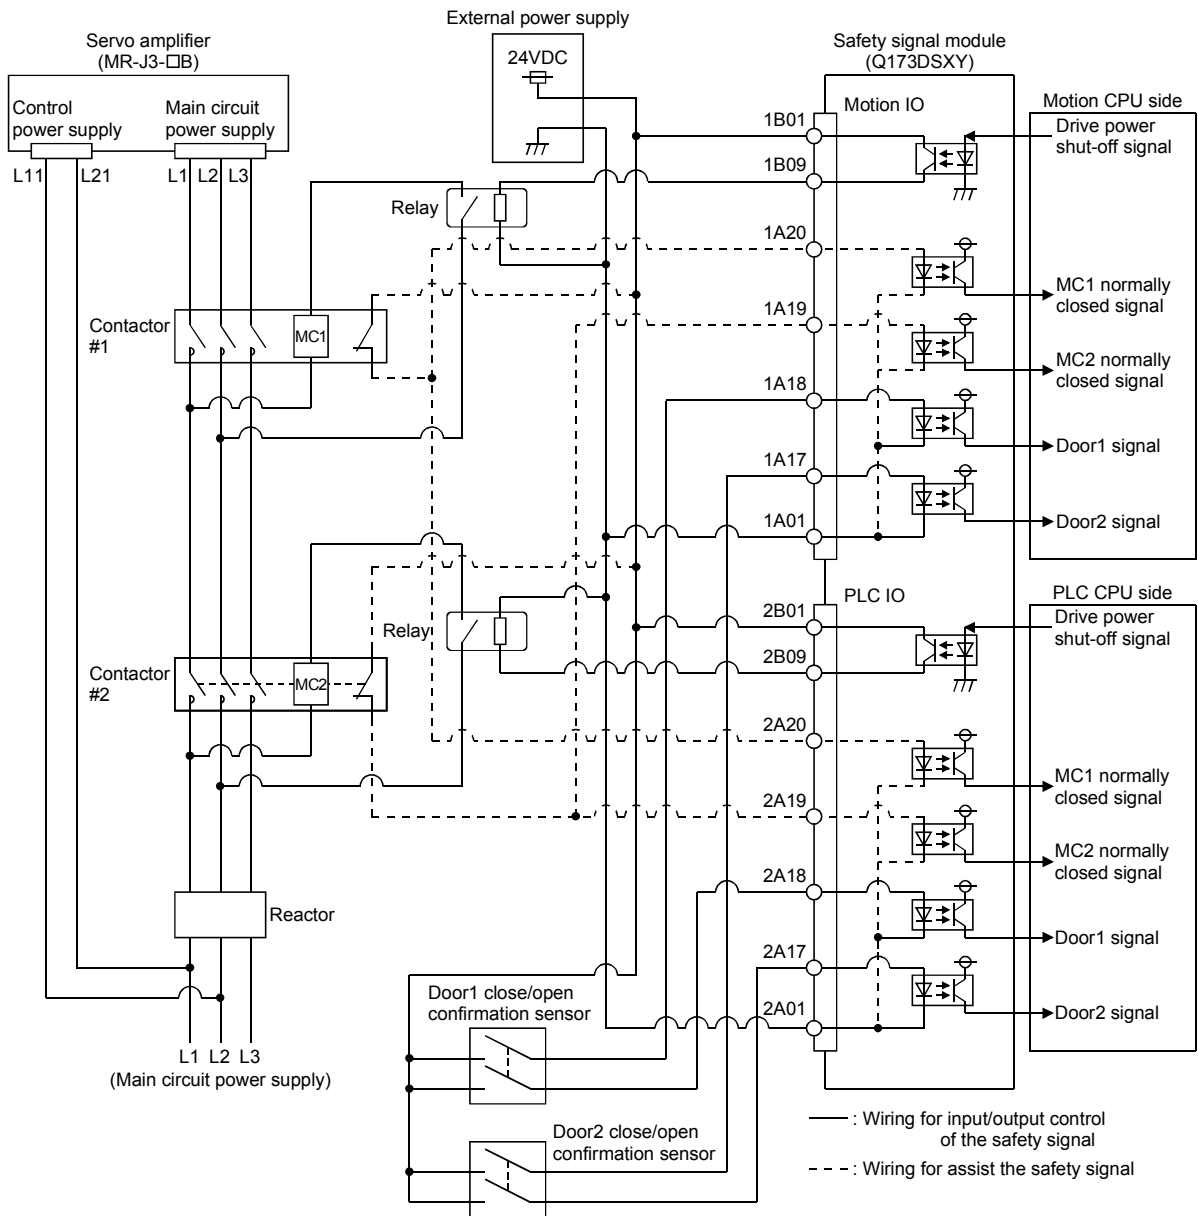 External power supply
24VDC
Servo amplifier
(MR-J3-□B)
Control
power supply
Main circuit
power supply
L11
L21
L1
L2
L3
Safety signal module
(Q173DSXY)
Motion IO
Motion CPU side
Drive power
shut-off signal
1B01
1B09
Relay
1A20
MC1 normally
closed signal
1A19
MC2 normally
closed signal
Contactor
#1
MC1
1A18
Door1 signal
1A17
Door2 signal
1A01
PLC IO
PLC CPU side
Drive power
shut-off signal
2B01
2B09
Relay
Contactor
#2
MC2
2A20
MC1 normally
closed signal
2A19
MC2 normally
closed signal
2A18
Door1 signal
2A17
Door2 signal
2A01
Reactor
L1 L2 L3
(Main circuit power supply)
Door1 close/open
confirmation sensor
Door2 close/open
confirmation sensor
: Wiring for input/output control
of the safety signal
: Wiring for assist the safety signal